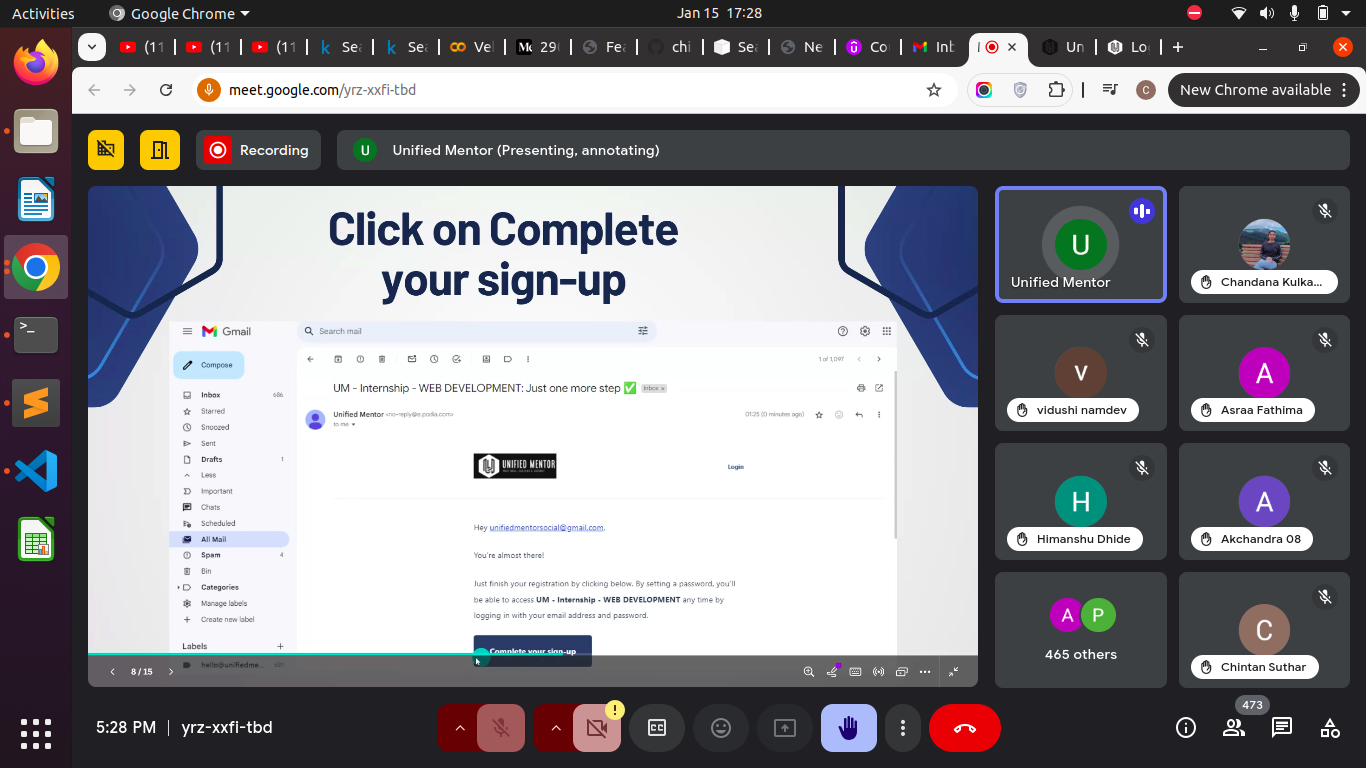 Activities
Google Chrome
Jan 15 17:28
(11
(11
(11
Sea
Sea
Vel
Fea
chi
Sea
Ne
Inb
Un
New Chrome available
meet.google.com/yrz-xxfi-tbd
C
Recording
U
Unified Mentor (Presenting, annotating)
Click on Complete
your sign-up
Gmail
Search mail
Compose
1 of 1,097
UM - Internship - WEB DEVELOPMENT: Just one more step ✅
Inbox x
Inbox 686
Starred
Snoozed
Sent
Drafts 1
Less
Important
Chats
Scheduled
All Mail
Spam 4
Bin
Categories
Manage labels
Create new label
Labels
Unified Mentor <no-reply@e.podia.com>
to me
01:25 (0 minutes ago)
UNIFIED MENTOR
Login
Hey unifiedmentorsocial@gmail.com,
You're almost there!
Just finish your registration by clicking below. By setting a password, you'll
be able to access UM - Internship - WEB DEVELOPMENT any time by
logging in with your email address and password.
Complete your sign-up
hello@unifiedme...
8 / 15
U
Unified Mentor
Chandana Kulka...
v
vidushi namdev
A
Asraa Fathima
H
Himanshu Dhide
A
Akchandra 08
A
P
465 others
C
Chintan Suthar
5:28 PM | yrz-xxfi-tbd
CC
473